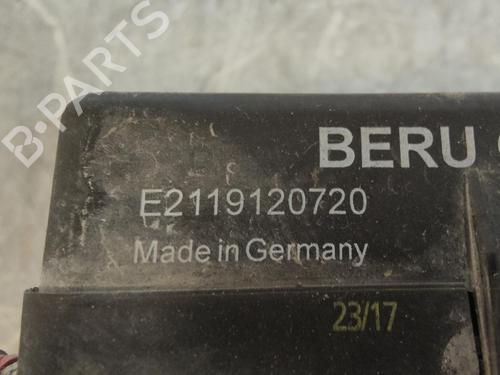 B-PARTS
BERU
E2119120720
Made in Germany
23/17